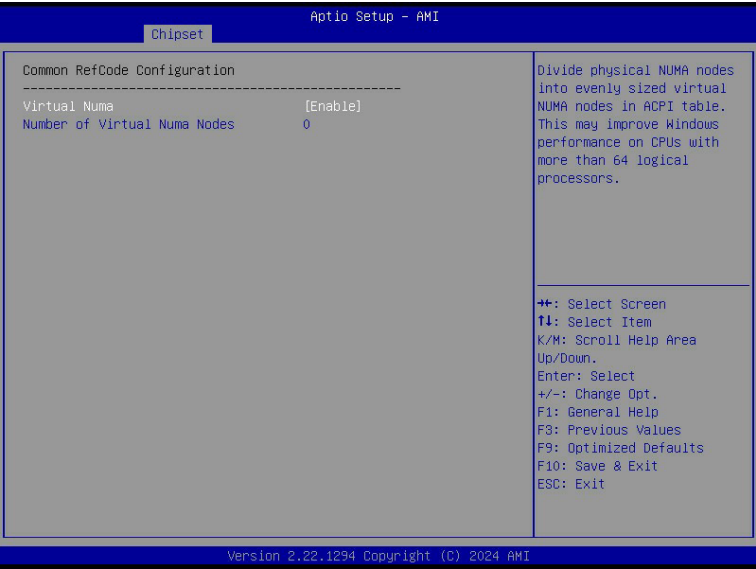 Aptio Setup – AMI
Chipset
Common RefCode Configuration
----------------------------------------------------
Virtual Numa [Enable]
Number of Virtual Numa Nodes 0
Divide physical NUMA nodes
into evenly sized virtual
NUMA nodes in ACPI table.
This may improve Windows
performance on CPUs with
more than 64 logical
processors.
→←: Select Screen
↑↓: Select Item
K/M: Scroll Help Area
Up/Down.
Enter: Select
+/-: Change Opt.
F1: General Help
F3: Previous Values
F9: Optimized Defaults
F10: Save & Exit
ESC: Exit
Version 2.22.1294 Copyright (C) 2024 AMI